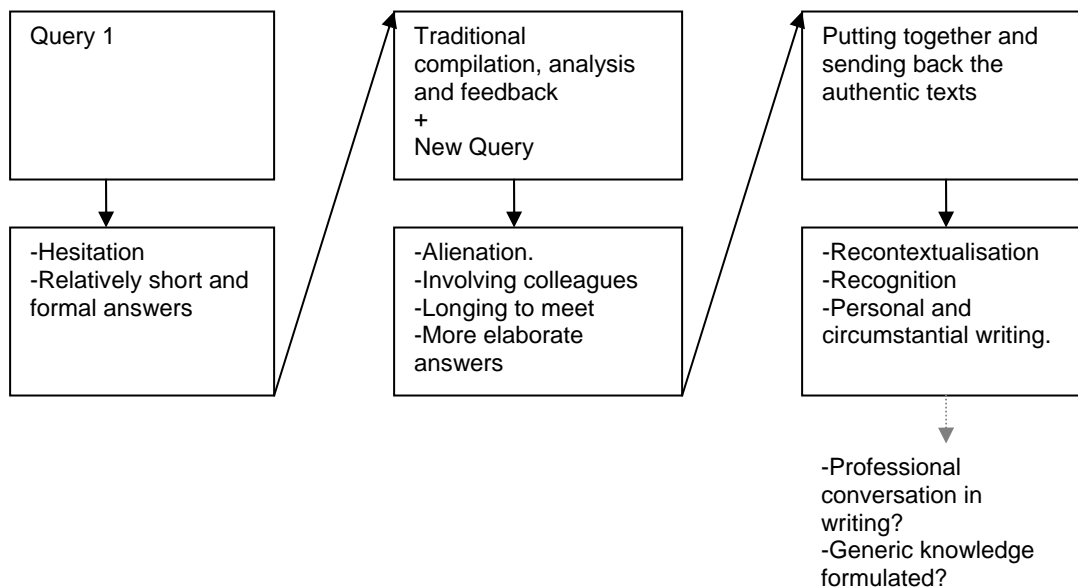 Query 1
Traditional
compilation, analysis
and feedback
+
New Query
Putting together and
sending back the
authentic texts
-Hesitation
-Relatively short and
formal answers
-Alienation.
-Involving colleagues
-Longing to meet
-More elaborate
answers
-Recontextualisation
-Recognition
-Personal and
circumstantial writing.
-Professional
conversation in
writing?
-Generic knowledge
formulated?